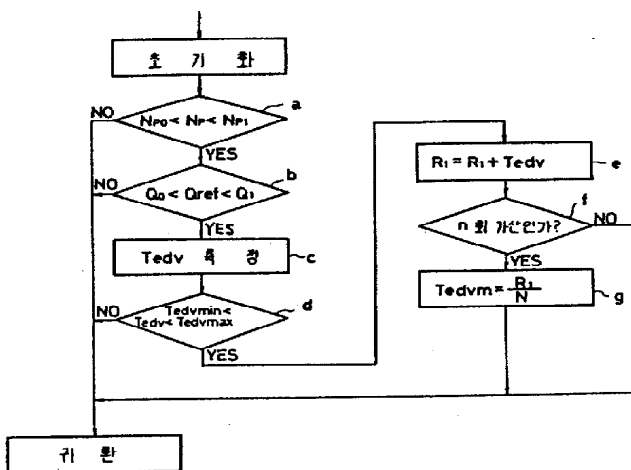 초 기 화
NO
NPO < NP < NP1
a
YES
NO
QO < Qref < Q1
b
YES
Tedv 측 정
c
NO
Tedvmin <
Tedv < Tedvmax
d
YES
R1 = R1 + Tedv
e
n 회 가산인가?
f
NO
YES
Tedvm = R1
N
g
귀 환